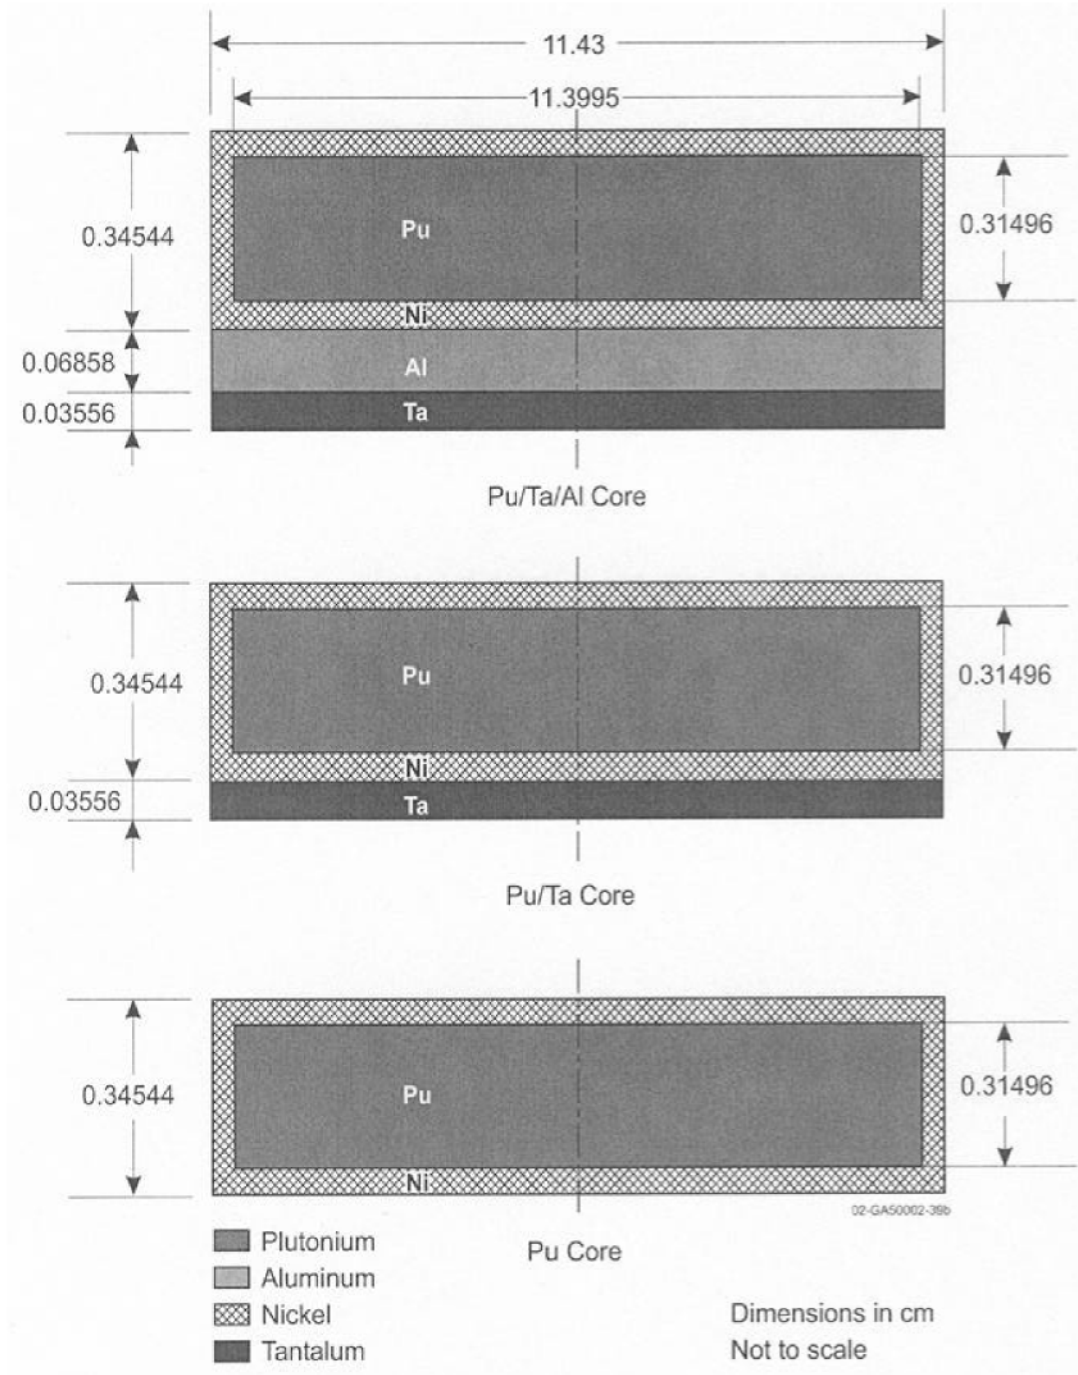 11.43
11.3995
0.34544
Pu
0.31496
Ni
0.06858
Al
0.03556
Ta
Pu/Ta/Al Core
0.34544
Pu
0.31496
Ni
0.03556
Ta
Pu/Ta Core
0.34544
Pu
0.31496
Ni
02-GA50002-39b
Plutonium
Pu Core
Aluminum
Nickel
Dimensions in cm
Tantalum
Not to scale